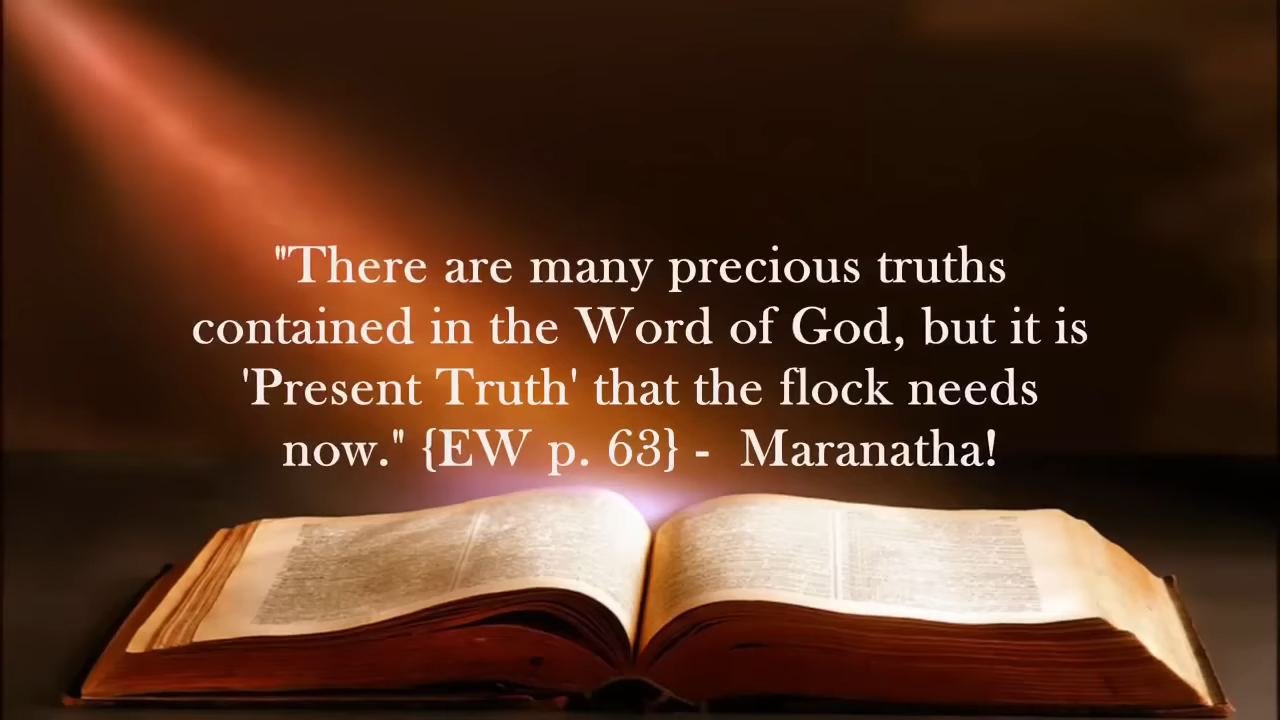 "There are many precious truths
contained in the Word of God, but it is
'Present Truth' that the flock needs
now." {EW p. 63} -  Maranatha!